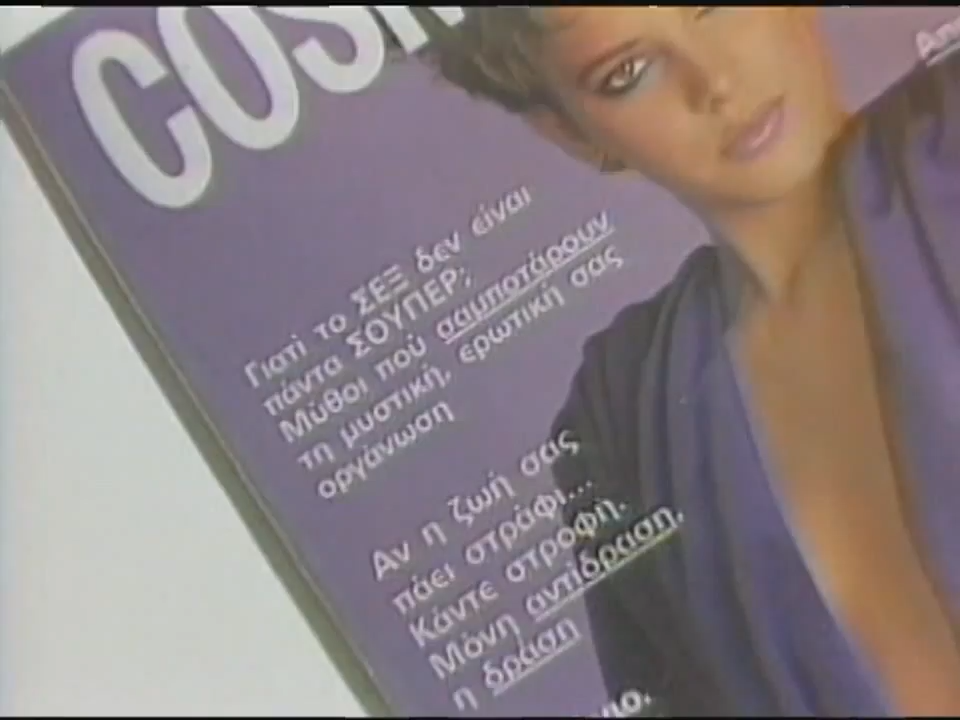 COS
Απ
Γιατί το ΣΕΞ δεν είναι
πάντα ΣΟΥΠΕΡ;
Μύθοι πού σαμποτάρουν
τη μυστική, ερωτική σας
οργάνωση
Αν η ζωή σας
πάει στράφι...
Κάντε στροφή.
Μόνη αντίδραση,
η δράση